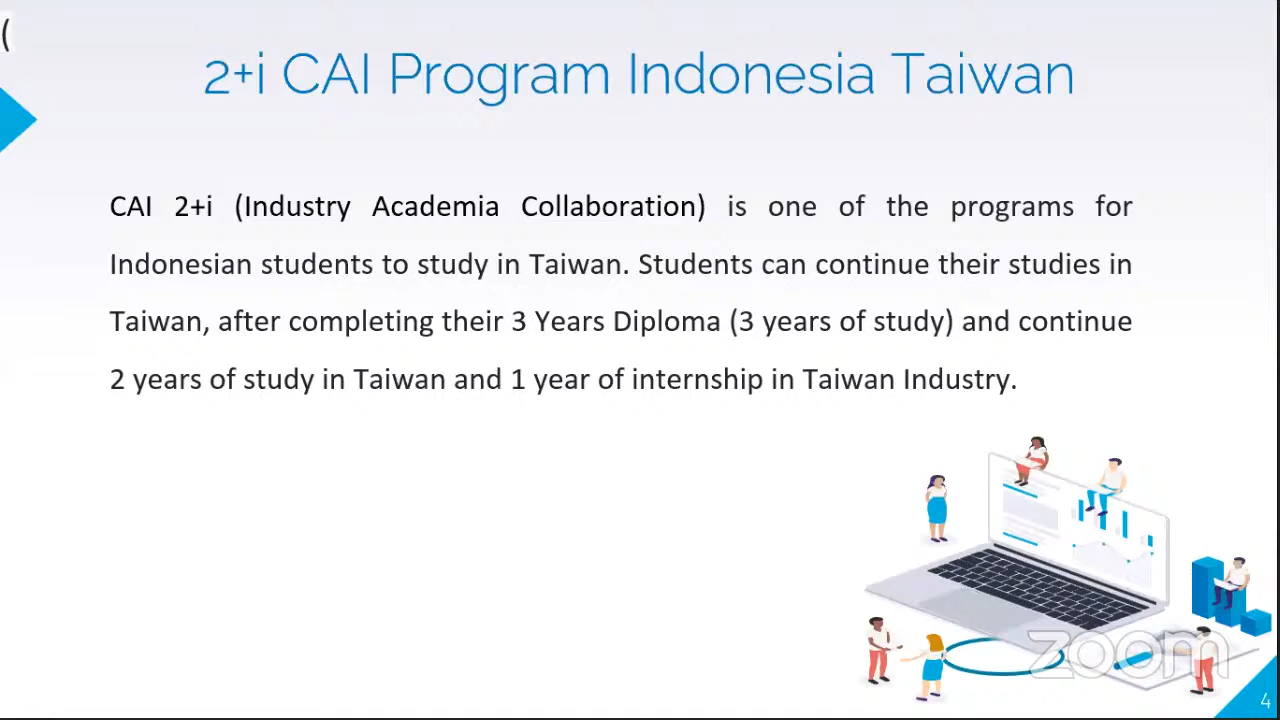 (
2+i CAI Program Indonesia Taiwan
CAI 2+i (Industry Academia Collaboration) is one of the programs for
Indonesian students to study in Taiwan. Students can continue their studies in
Taiwan, after completing their 3 Years Diploma (3 years of study) and continue
2 years of study in Taiwan and 1 year of internship in Taiwan Industry.
zoom
4